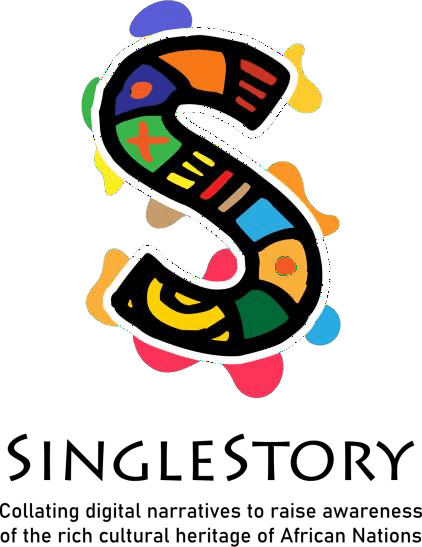 S
SINGLESTORY
Collating digital narratives to raise awareness
of the rich cultural heritage of African Nations